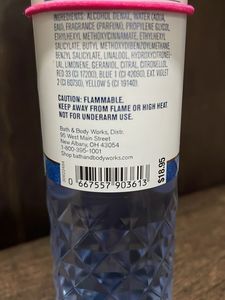 INGREDIENTS: ALCOHOL DENAT., WATER (AQUA,
EAU), FRAGRANCE (PARFUM), PROPYLENE GLYCOL,
ETHYLHEXYL METHOXYCINNAMATE, ETHYLHEXYL
SALICYLATE, BUTYL METHOXYDIBENZOYLMETHANE,
BENZYL SALICYLATE, LINALOOL, HYDROXYCITRONEL-
LAL, LIMONENE, GERANIOL, CITRAL, CITRONELLOL,
RED 33 (CI 17200), BLUE 1 (CI 42090), EXT. VIOLET
2 (CI 60730), YELLOW 5 (CI 19140).
CAUTION: FLAMMABLE.
KEEP AWAY FROM FLAME OR HIGH HEAT
NOT FOR UNDERARM USE.
Bath & Body Works, Distr.
95 West Main Street
New Albany, OH 43054
1-800-395-1001
Shop bathandbodyworks.com
0 667557 903613
$18.95